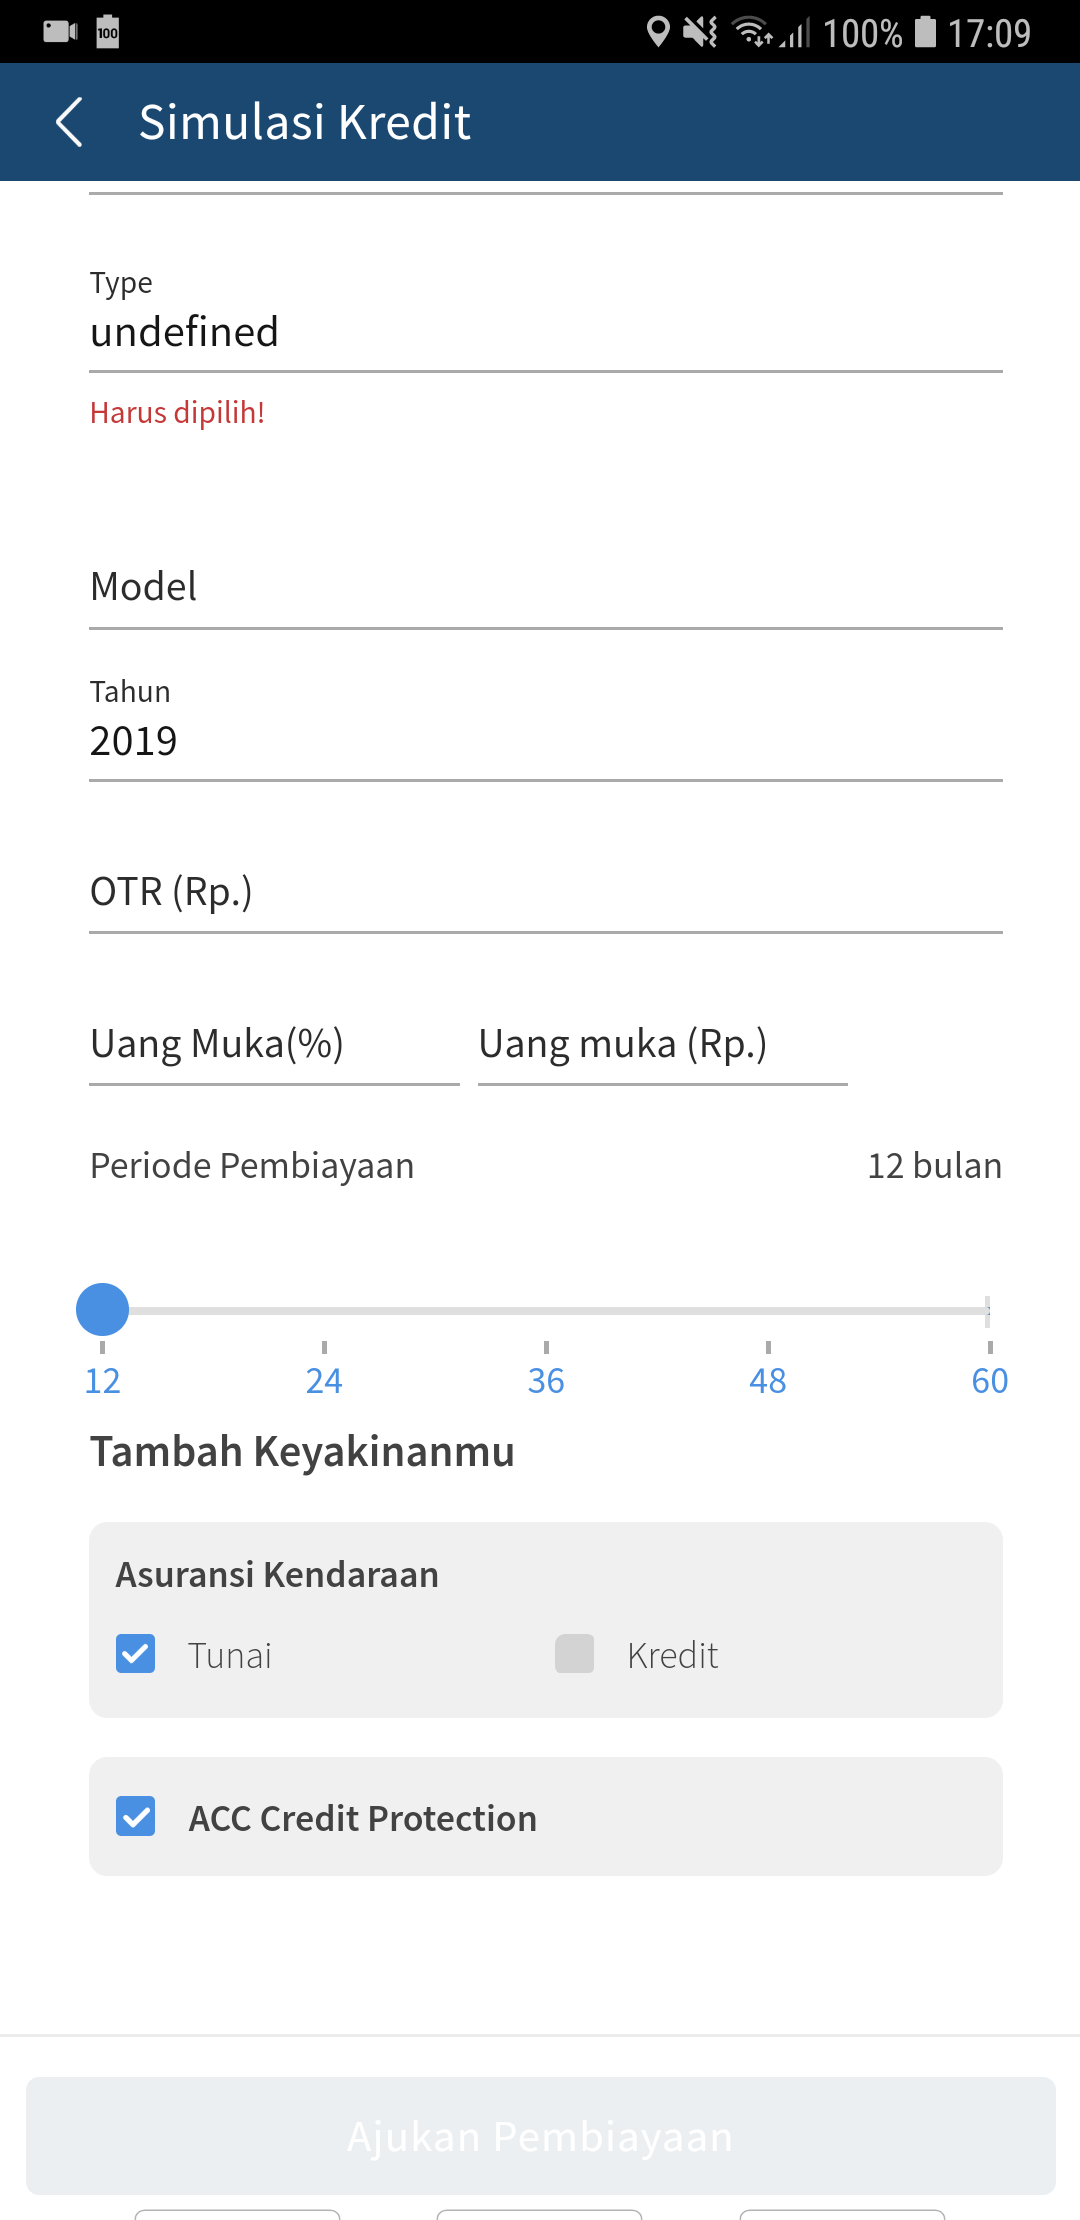 100 100% 17:09
Simulasi Kredit
Type
undefined
Harus dipilih!
Model
Tahun
2019
OTR (Rp.)
Uang Muka(%) Uang muka (Rp.)
Periode Pembiayaan 12 bulan
12 24 36 48 60
Tambah Keyakinanmu
Asuransi Kendaraan
Tunai Kredit
ACC Credit Protection
Ajukan Pembiayaan